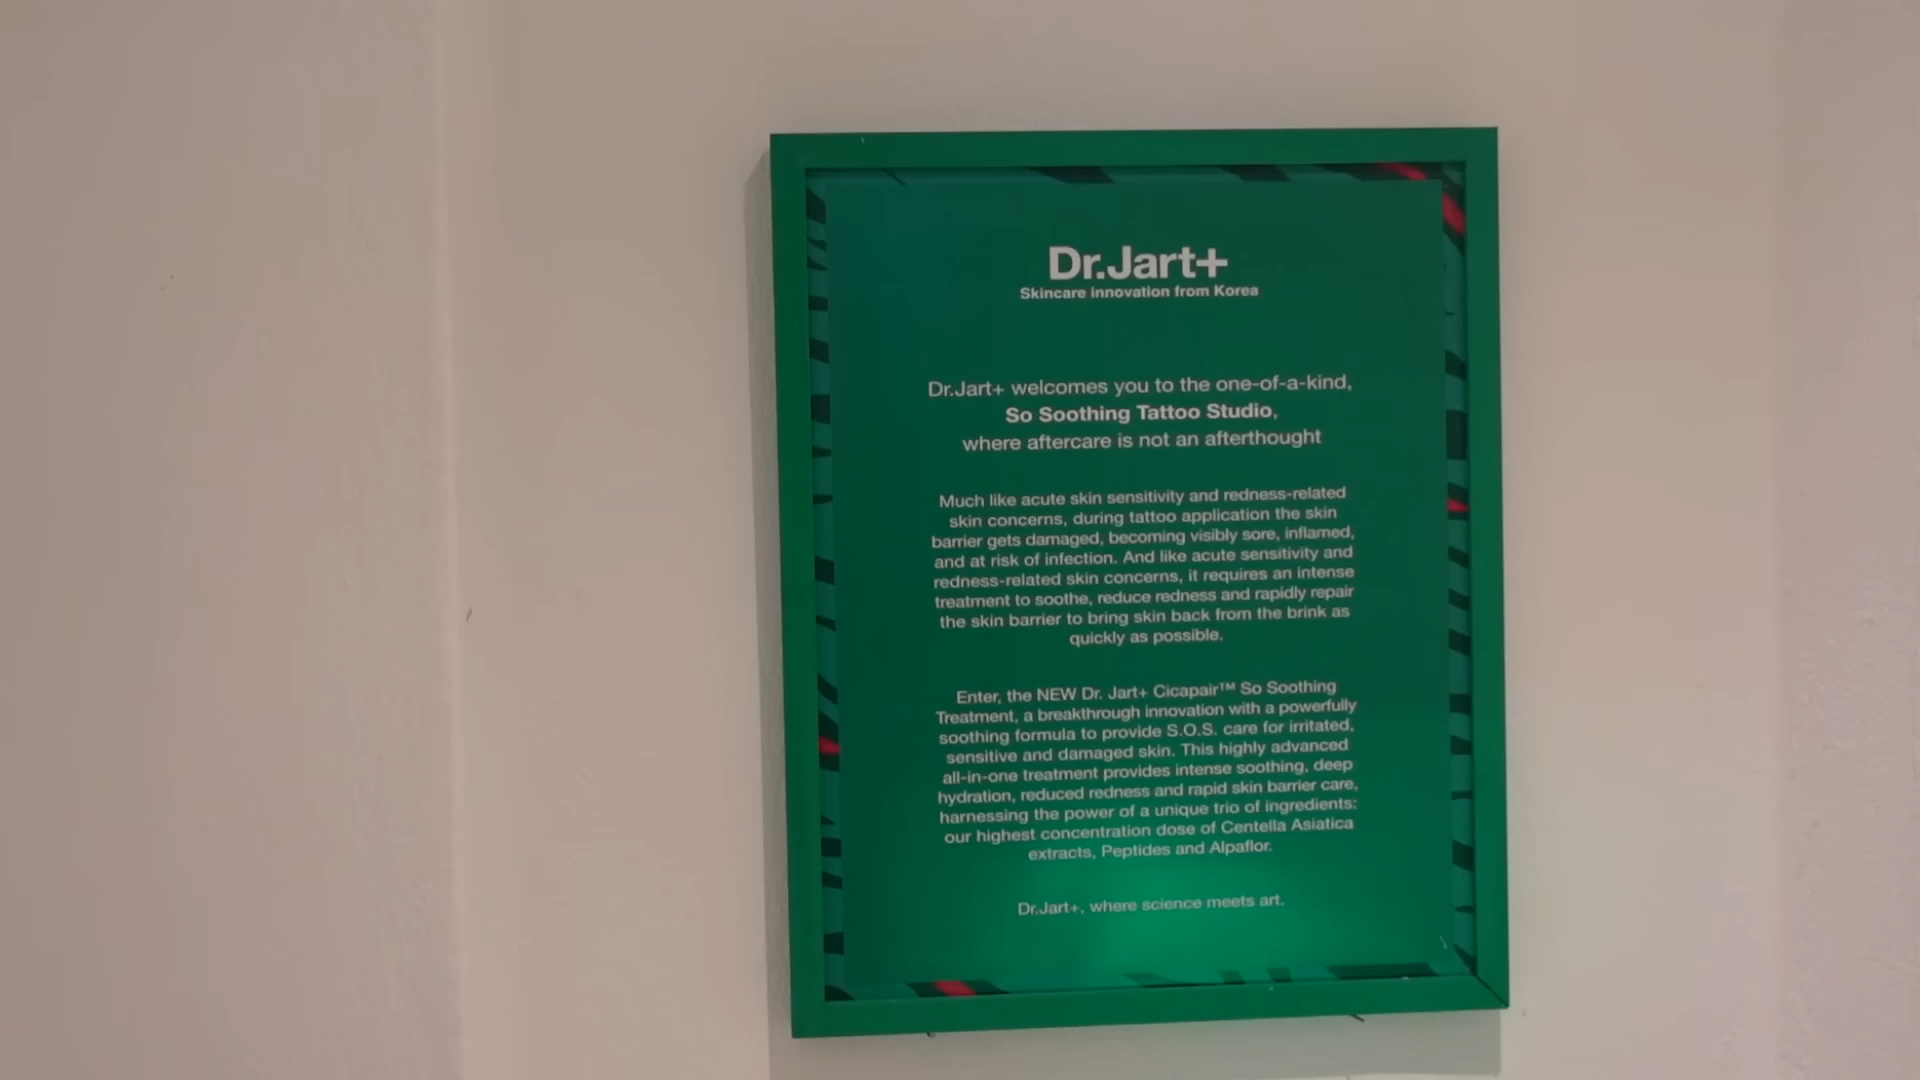 Dr.Jart+
Skincare innovation from Korea
Dr.Jart+ welcomes you to the one-of-a-kind,
So Soothing Tattoo Studio,
where aftercare is not an afterthought
Much like acute skin sensitivity and redness-related
skin concerns, during tattoo application the skin
barrier gets damaged, becoming visibly sore, inflamed,
and at risk of infection. And like acute sensitivity and
redness-related skin concerns, it requires an intense
treatment to soothe, reduce redness and rapidly repair
the skin barrier to bring skin back from the brink as
quickly as possible.
Enter, the NEW Dr. Jart+ Cicapair™ So Soothing
Treatment, a breakthrough innovation with a powerfully
soothing formula to provide S.O.S. care for irritated,
sensitive and damaged skin. This highly advanced
all-in-one treatment provides intense soothing, deep
hydration, reduced redness and rapid skin barrier care,
harnessing the power of a unique trio of ingredients:
our highest concentration dose of Centella Asiatica
extracts, Peptides and Alpaflor.
Dr.Jart+, where science meets art.